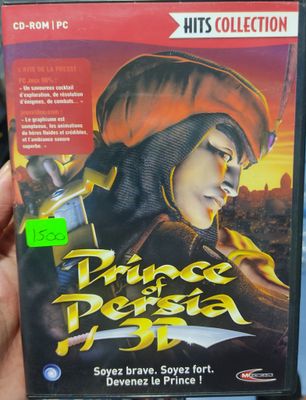 CD-ROM | PC
HITS COLLECTION
L'AVIS DE LA PRESSE
PC Jeux 90% :
« Un savoureux cocktail
d'exploration, de résolution
d'énigmes, de combats... »
jeuxvideo.com :
« Le graphisme est
somptueux, les animations
de héros fluides et crédibles,
et l'ambiance sonore
superbe. »
1500
Prince
of
Persia
3D
Soyez brave. Soyez fort.
Devenez le Prince !